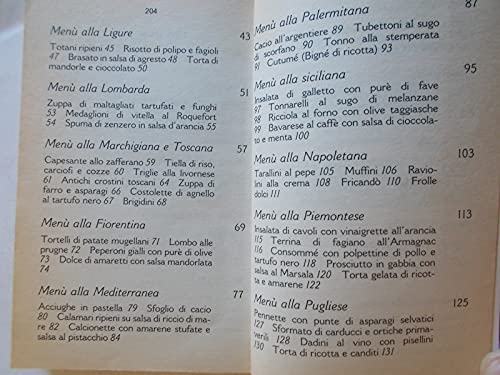 204
Menù alla Ligure 43
Totani ripieni 45 Risotto di polipo e fagioli
47 Brasato in salsa di agresto 48 Torta di
mandorle e cioccolato 50
Menù alla Lombarda 51
Zuppa di maltagliati tartufati e funghi
53 Medaglioni di vitella al Roquefort
54 Spuma di zenzero in salsa d'arancia 55
Menù alla Marchigiana e Toscana 57
Capesante allo zafferano 59 Tiella di riso,
carciofi e cozze 60 Triglie alla livornese
61 Antichi crostini toscani 64 Zuppa di
farro e asparagi 66 Costolette di agnello
al tartufo nero 67 Brigidini 68
Menù alla Fiorentina 69
Tortelli di patate mugellani 71 Lombo alle
prugne 72 Peperoni gialli con purè di olive
73 Dolce di amaretti con salsa mandorlata
74
Menù alla Mediterranea 77
Acciughe in pastella 79 Sfoglio di cacio
80 Calamari ripieni su salsa di riccio di ma-
re 82 Calcionette con amarene stufate e
salsa al pistacchio 84
Menù alla Palermitana 87
Cacio all'argentiere 89 Tubettoni al sugo
di scorfano 90 Tonno alla stemperata
91 Cutumè (Bigné di ricotta) 93
Menù alla siciliana 95
Insalata di galletto con purè di fave
97 Tonnarelli al sugo di melanzane
98 Ricciola al forno con olive taggiasche
99 Bavarese al caffè con salsa di cioccola-
to e menta 100
Menù alla Napoletana 103
Tarallini al pepe 105 Muffini 106 Ravio-
lini alla crema 108 Fricandò 110 Frolle
dolci 111
Menù alla Piemontese 113
Insalata di cavoli con vinaigrette all'arancia
115 Terrina di fagiano all'Armagnac
116 Consommé con polpettine di pollo e
tartufo nero 118 Prosciutto in gabbia con
salsa al Marsala 120 Torta gelata di ricot-
ta e amarene 122
Menù alla Pugliese 125
Pennette con punte di asparagi selvatici
127 Sformato di carducci e ortiche prima-
verili 128 Dadini al vino con pisellini
130 Torta di ricotta e canditi 131